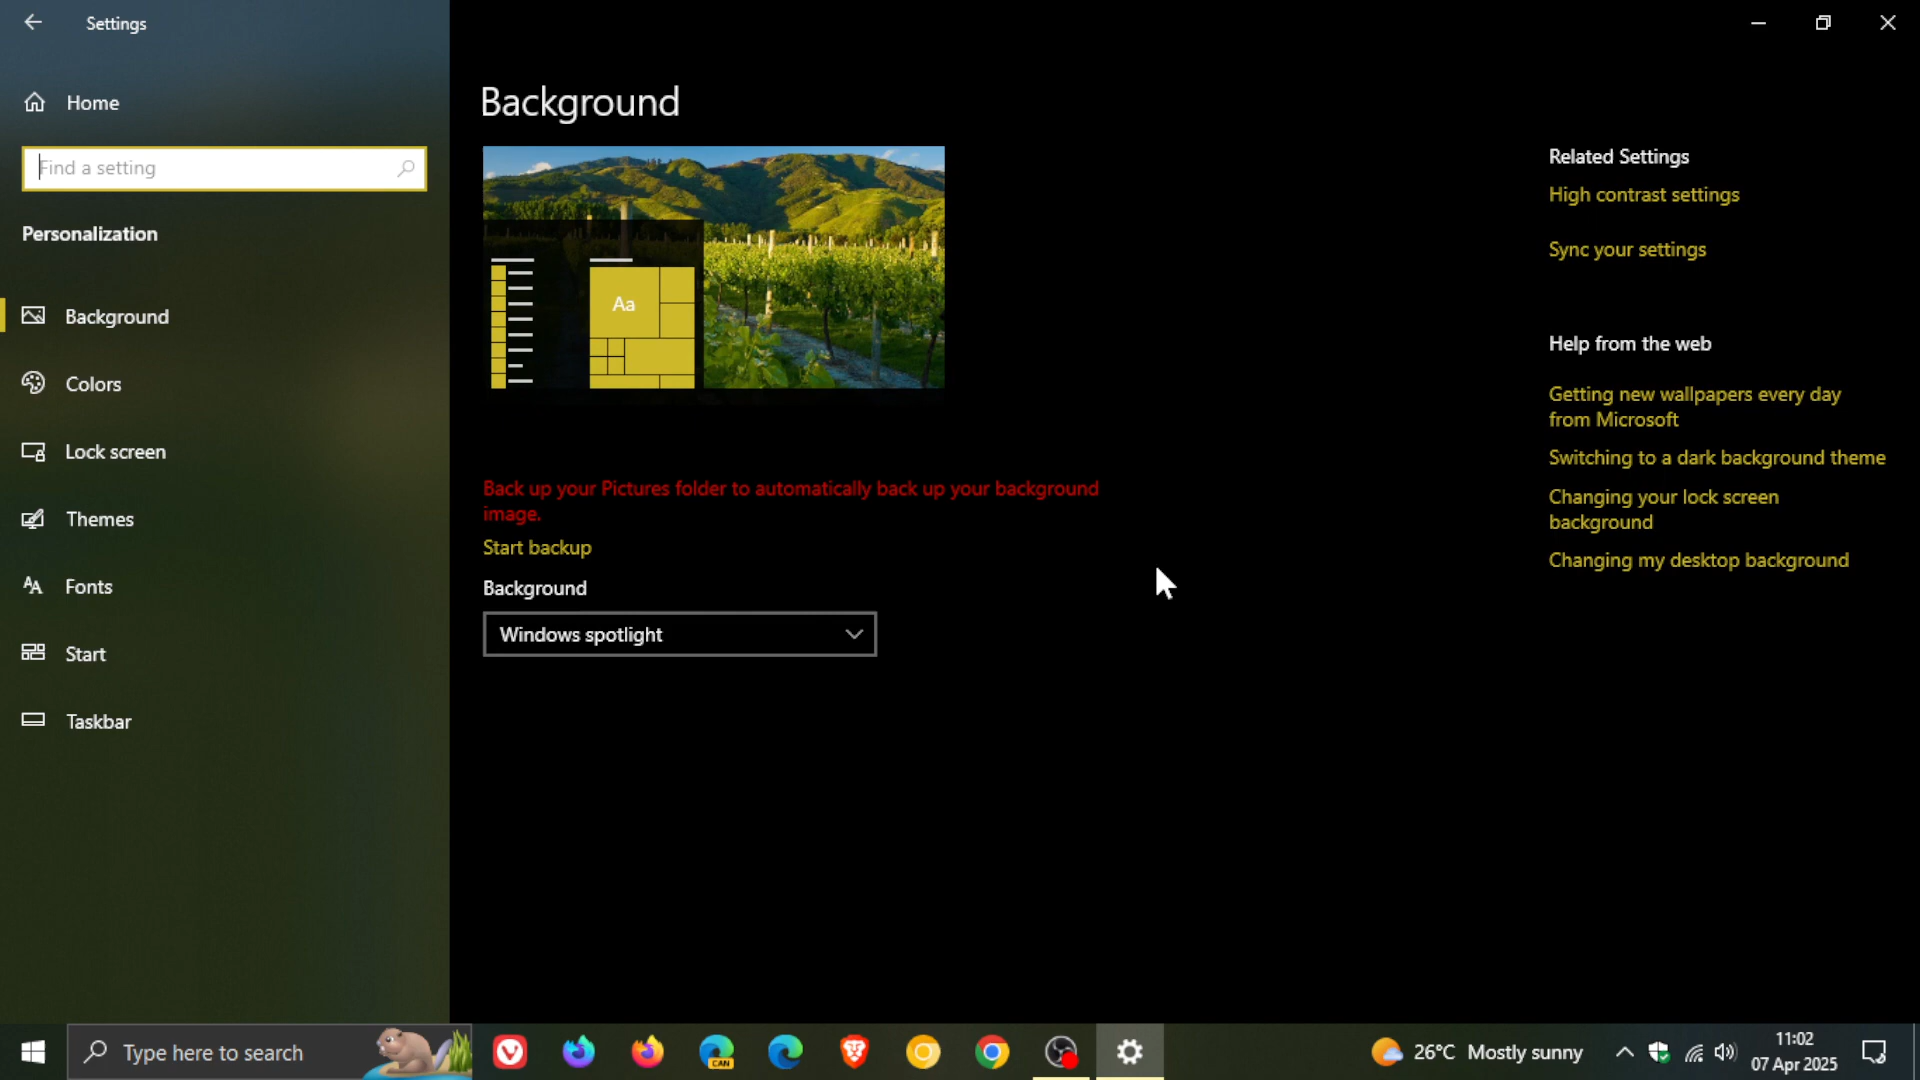 Settings
Home
Find a setting
Personalization
Background
Colors
Lock screen
Themes
Fonts
Start
Taskbar
Background
Aa
Back up your Pictures folder to automatically back up your background
image.
Start backup
Background
Windows spotlight
Related Settings
High contrast settings
Sync your settings
Help from the web
Getting new wallpapers every day
from Microsoft
Switching to a dark background theme
Changing your lock screen
background
Changing my desktop background
Type here to search
CAN
26°C Mostly sunny
11:02
07 Apr 2025